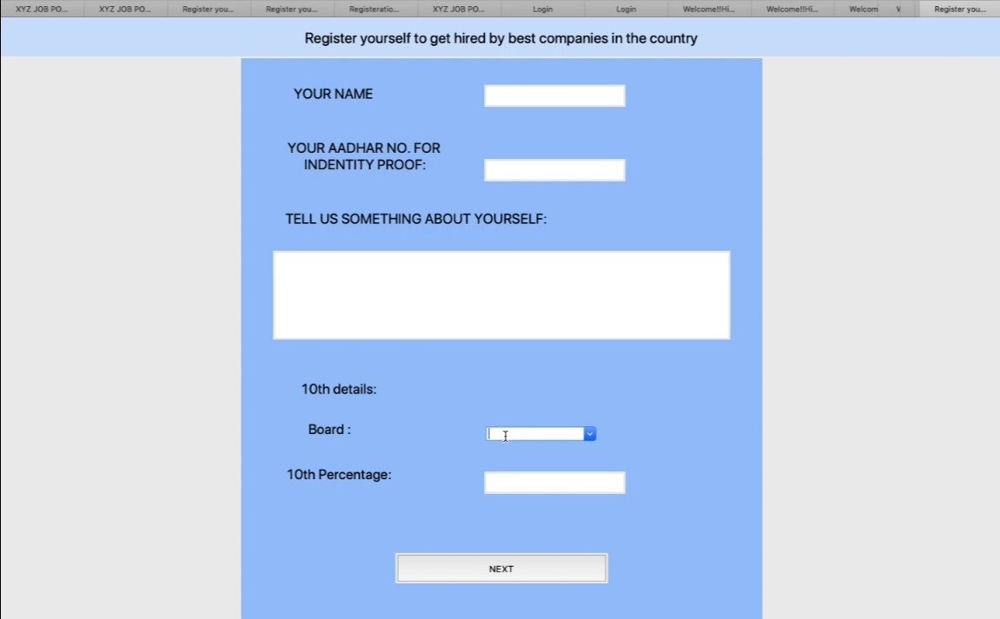 XYZ JOB PO... XYZ JOB PO... Register you... Register you... Registeratio... XYZ JOB PO... Login Login Welcome!!Hi... Welcome!!Hi... Welcom W Register you...
Register yourself to get hired by best companies in the country
YOUR NAME
YOUR AADHAR NO. FOR
INDENTITY PROOF:
TELL US SOMETHING ABOUT YOURSELF:
10th details:
Board :
10th Percentage:
NEXT